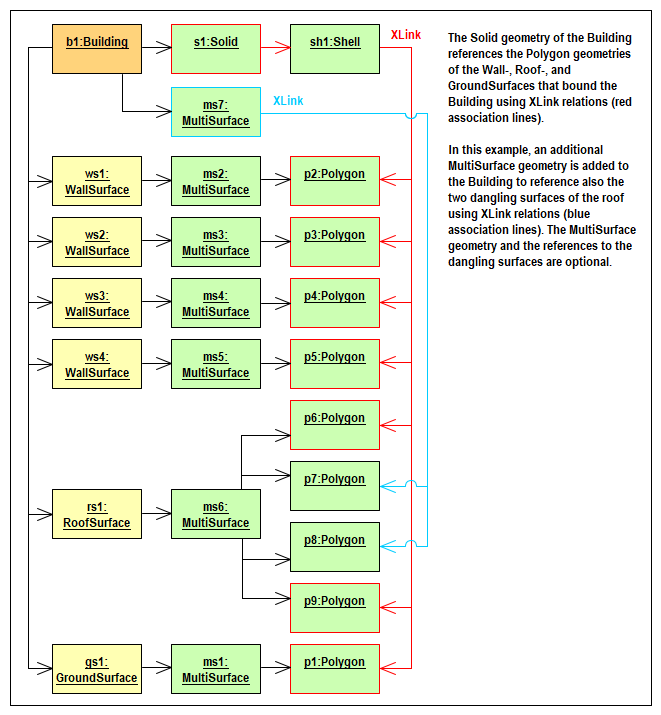 b1:Building
s1:Solid
sh1:Shell
XLink
ms7:
MultiSurface
XLink
ws1:
WallSurface
ms2:
MultiSurface
p2:Polygon
ws2:
WallSurface
ms3:
MultiSurface
p3:Polygon
ws3:
WallSurface
ms4:
MultiSurface
p4:Polygon
ws4:
WallSurface
ms5:
MultiSurface
p5:Polygon
p6:Polygon
p7:Polygon
rs1:
RoofSurface
ms6:
MultiSurface
p8:Polygon
p9:Polygon
gs1:
GroundSurface
ms1:
MultiSurface
p1:Polygon
The Solid geometry of the Building
references the Polygon geometries
of the Wall-, Roof-, and
GroundSurfaces that bound the
Building using XLink relations (red
association lines).
In this example, an additional
MultiSurface geometry is added to
the Building to reference also the
two dangling surfaces of the roof
using XLink relations (blue
association lines). The MultiSurface
geometry and the references to the
dangling surfaces are optional.